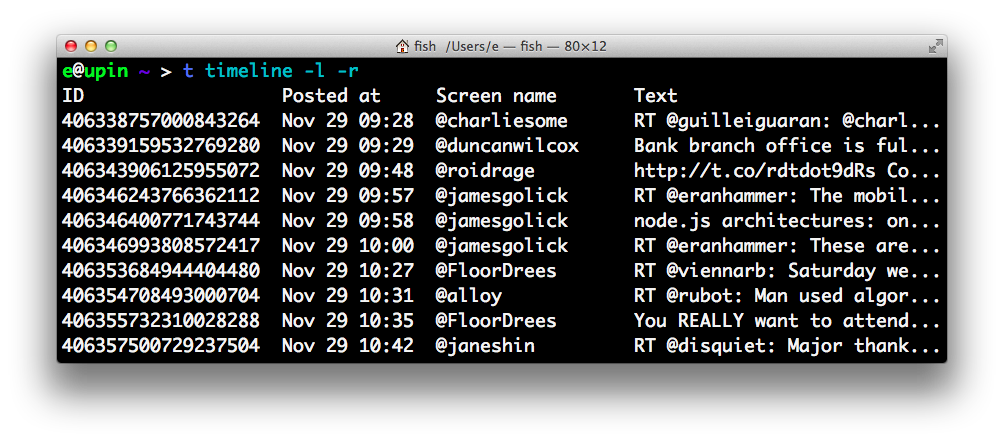 fish /Users/e — fish — 80×12
e@upin ~ > t timeline -l -r
ID Posted at Screen name Text
406338757000843264 Nov 29 09:28 @charliesome RT @guilleiguaran: @charl...
406339159532769280 Nov 29 09:29 @duncanwilcox Bank branch office is ful...
406343906125955072 Nov 29 09:48 @roidrage http://t.co/rdtdot9dRs Co...
406346243766362112 Nov 29 09:57 @jamesgolick RT @eranhammer: The mobil...
406346400771743744 Nov 29 09:58 @jamesgolick node.js architectures: on...
406346993808572417 Nov 29 10:00 @jamesgolick RT @eranhammer: These are...
406353684944404480 Nov 29 10:27 @FloorDrees RT @viennarb: Saturday we...
406354708493000704 Nov 29 10:31 @alloy RT @rubot: Man used algor...
406355732310028288 Nov 29 10:35 @FloorDrees You REALLY want to attend...
406357500729237504 Nov 29 10:42 @janeshin RT @disquiet: Major thank...